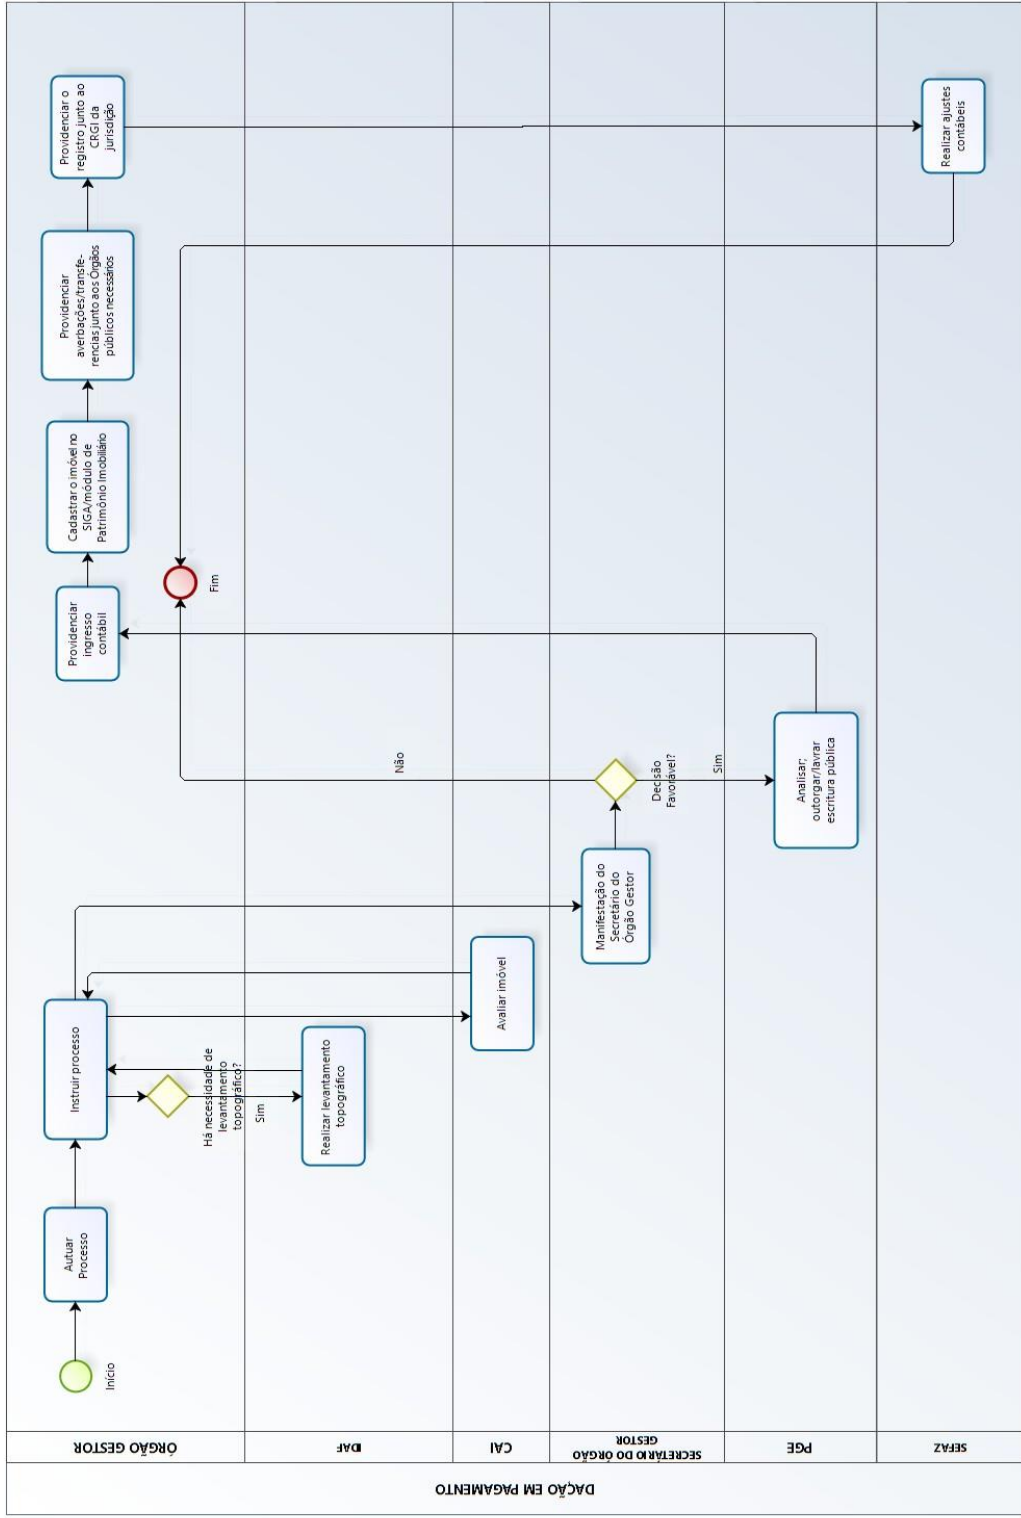 DAÇÃO EM PAGAMENTO
ÓRGÃO GESTOR
IDAF
CAI
SECRETÁRIO DO ÓRGÃO
GESTOR
PGE
SEFAZ
Início
Autuar
Processo
Instruir processo
Há necessidade de
levantamento
topográfico?
Sim
Realizar levantamento
topográfico
Avaliar imóvel
Manifestação do
Secretário do
Órgão Gestor
Decisão
Favorável?
Não
Sim
Analisar;
outorgar/lavrar
escritura pública
Providenciar
ingresso
contábil
Cadastrar o imóvel no
SIGA/módulo de
Patrimônio Imobiliário
Providenciar
averbações/transfe-
rencias junto aos Órgãos
públicos necessários
Providenciar o
registro junto ao
CRGI da
jurisdição
Realizar ajustes
contábeis
Fim